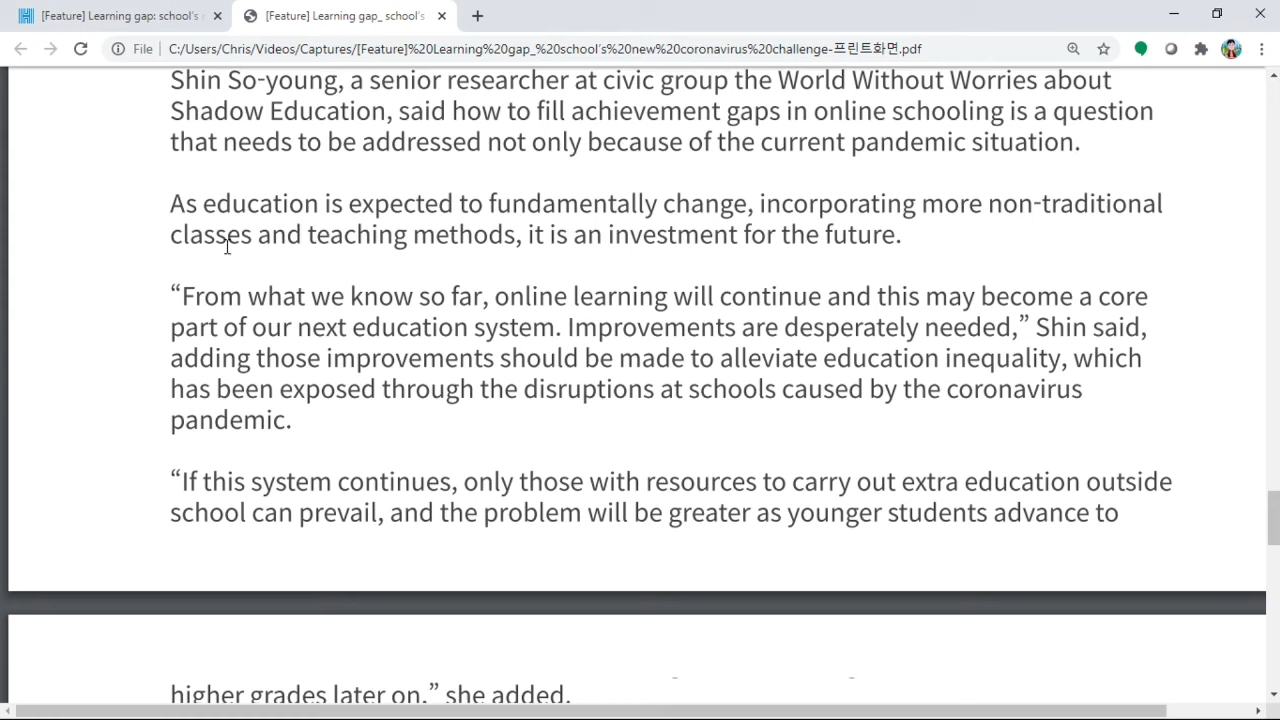 [Feature] Learning gap: school's
[Feature] Learning gap_ school's
File
C:/Users/Chris/Videos/Captures/[Feature]%20Learning%20gap_%20school's%20new%20coronavirus%20challenge-프린트화면.pdf
Shin So-young, a senior researcher at civic group the World Without Worries about
Shadow Education, said how to fill achievement gaps in online schooling is a question
that needs to be addressed not only because of the current pandemic situation.
As education is expected to fundamentally change, incorporating more non-traditional
classes and teaching methods, it is an investment for the future.
“From what we know so far, online learning will continue and this may become a core
part of our next education system. Improvements are desperately needed,” Shin said,
adding those improvements should be made to alleviate education inequality, which
has been exposed through the disruptions at schools caused by the coronavirus
pandemic.
“If this system continues, only those with resources to carry out extra education outside
school can prevail, and the problem will be greater as younger students advance to
higher grades later on,” she added.